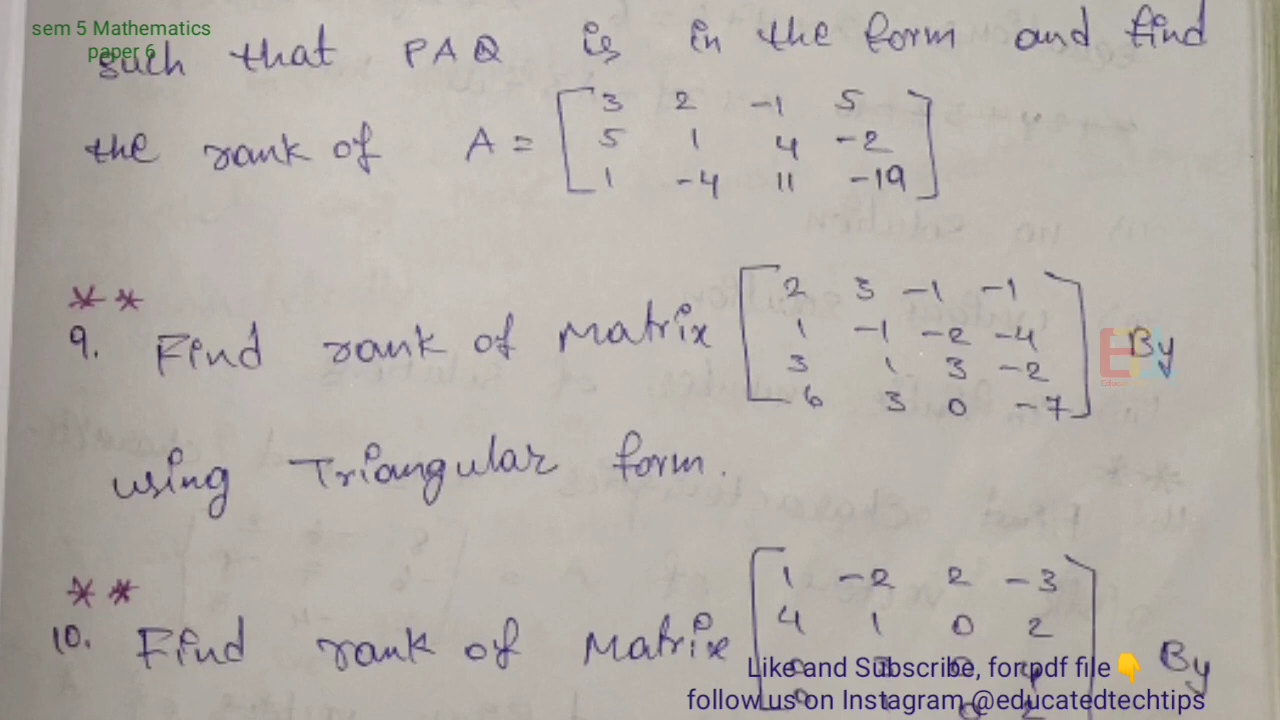 sem 5 Mathematics
paper 6
such that PAQ is in the form and find
the rank of A = [3 2 -1 5
5 1 4 -2
1 -4 11 -19]
**
9. Find rank of Matrix [2 3 -1 -1
1 -1 -2 -4
3 1 3 -2
6 3 0 -7] By
using Triangular form.
**
10. Find rank of Matrix [1 -2 2 -3
4 1 0 2
By
Like and Subscribe, for pdf file👇
follow us on Instagram @educatedtechtips